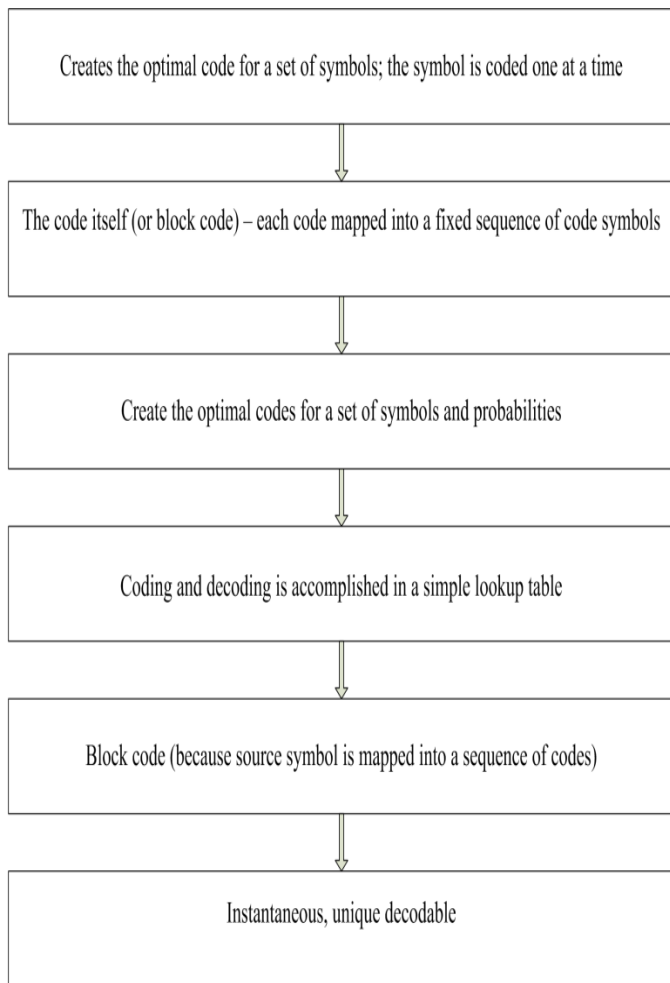 Creates the optimal code for a set of symbols; the symbol is coded one at a time
The code itself (or block code) – each code mapped into a fixed sequence of code symbols
Create the optimal codes for a set of symbols and probabilities
Coding and decoding is accomplished in a simple lookup table
Block code (because source symbol is mapped into a sequence of codes)
Instantaneous, unique decodable